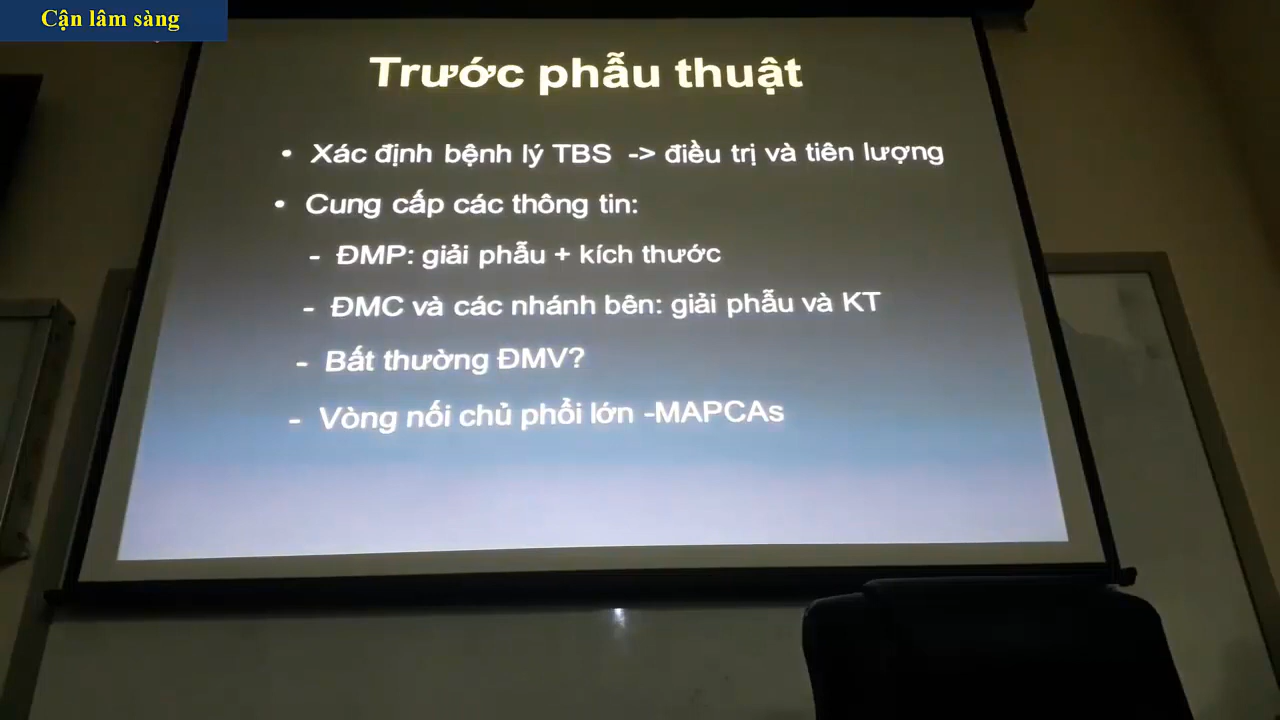 Cận lâm sàng
Trước phẫu thuật
• Xác định bệnh lý TBS -> điều trị và tiên lượng
• Cung cấp các thông tin:
- ĐMP: giải phẫu + kích thước
- ĐMC và các nhánh bên: giải phẫu và KT
- Bất thường ĐMV?
- Vòng nối chủ phổi lớn -MAPCAs